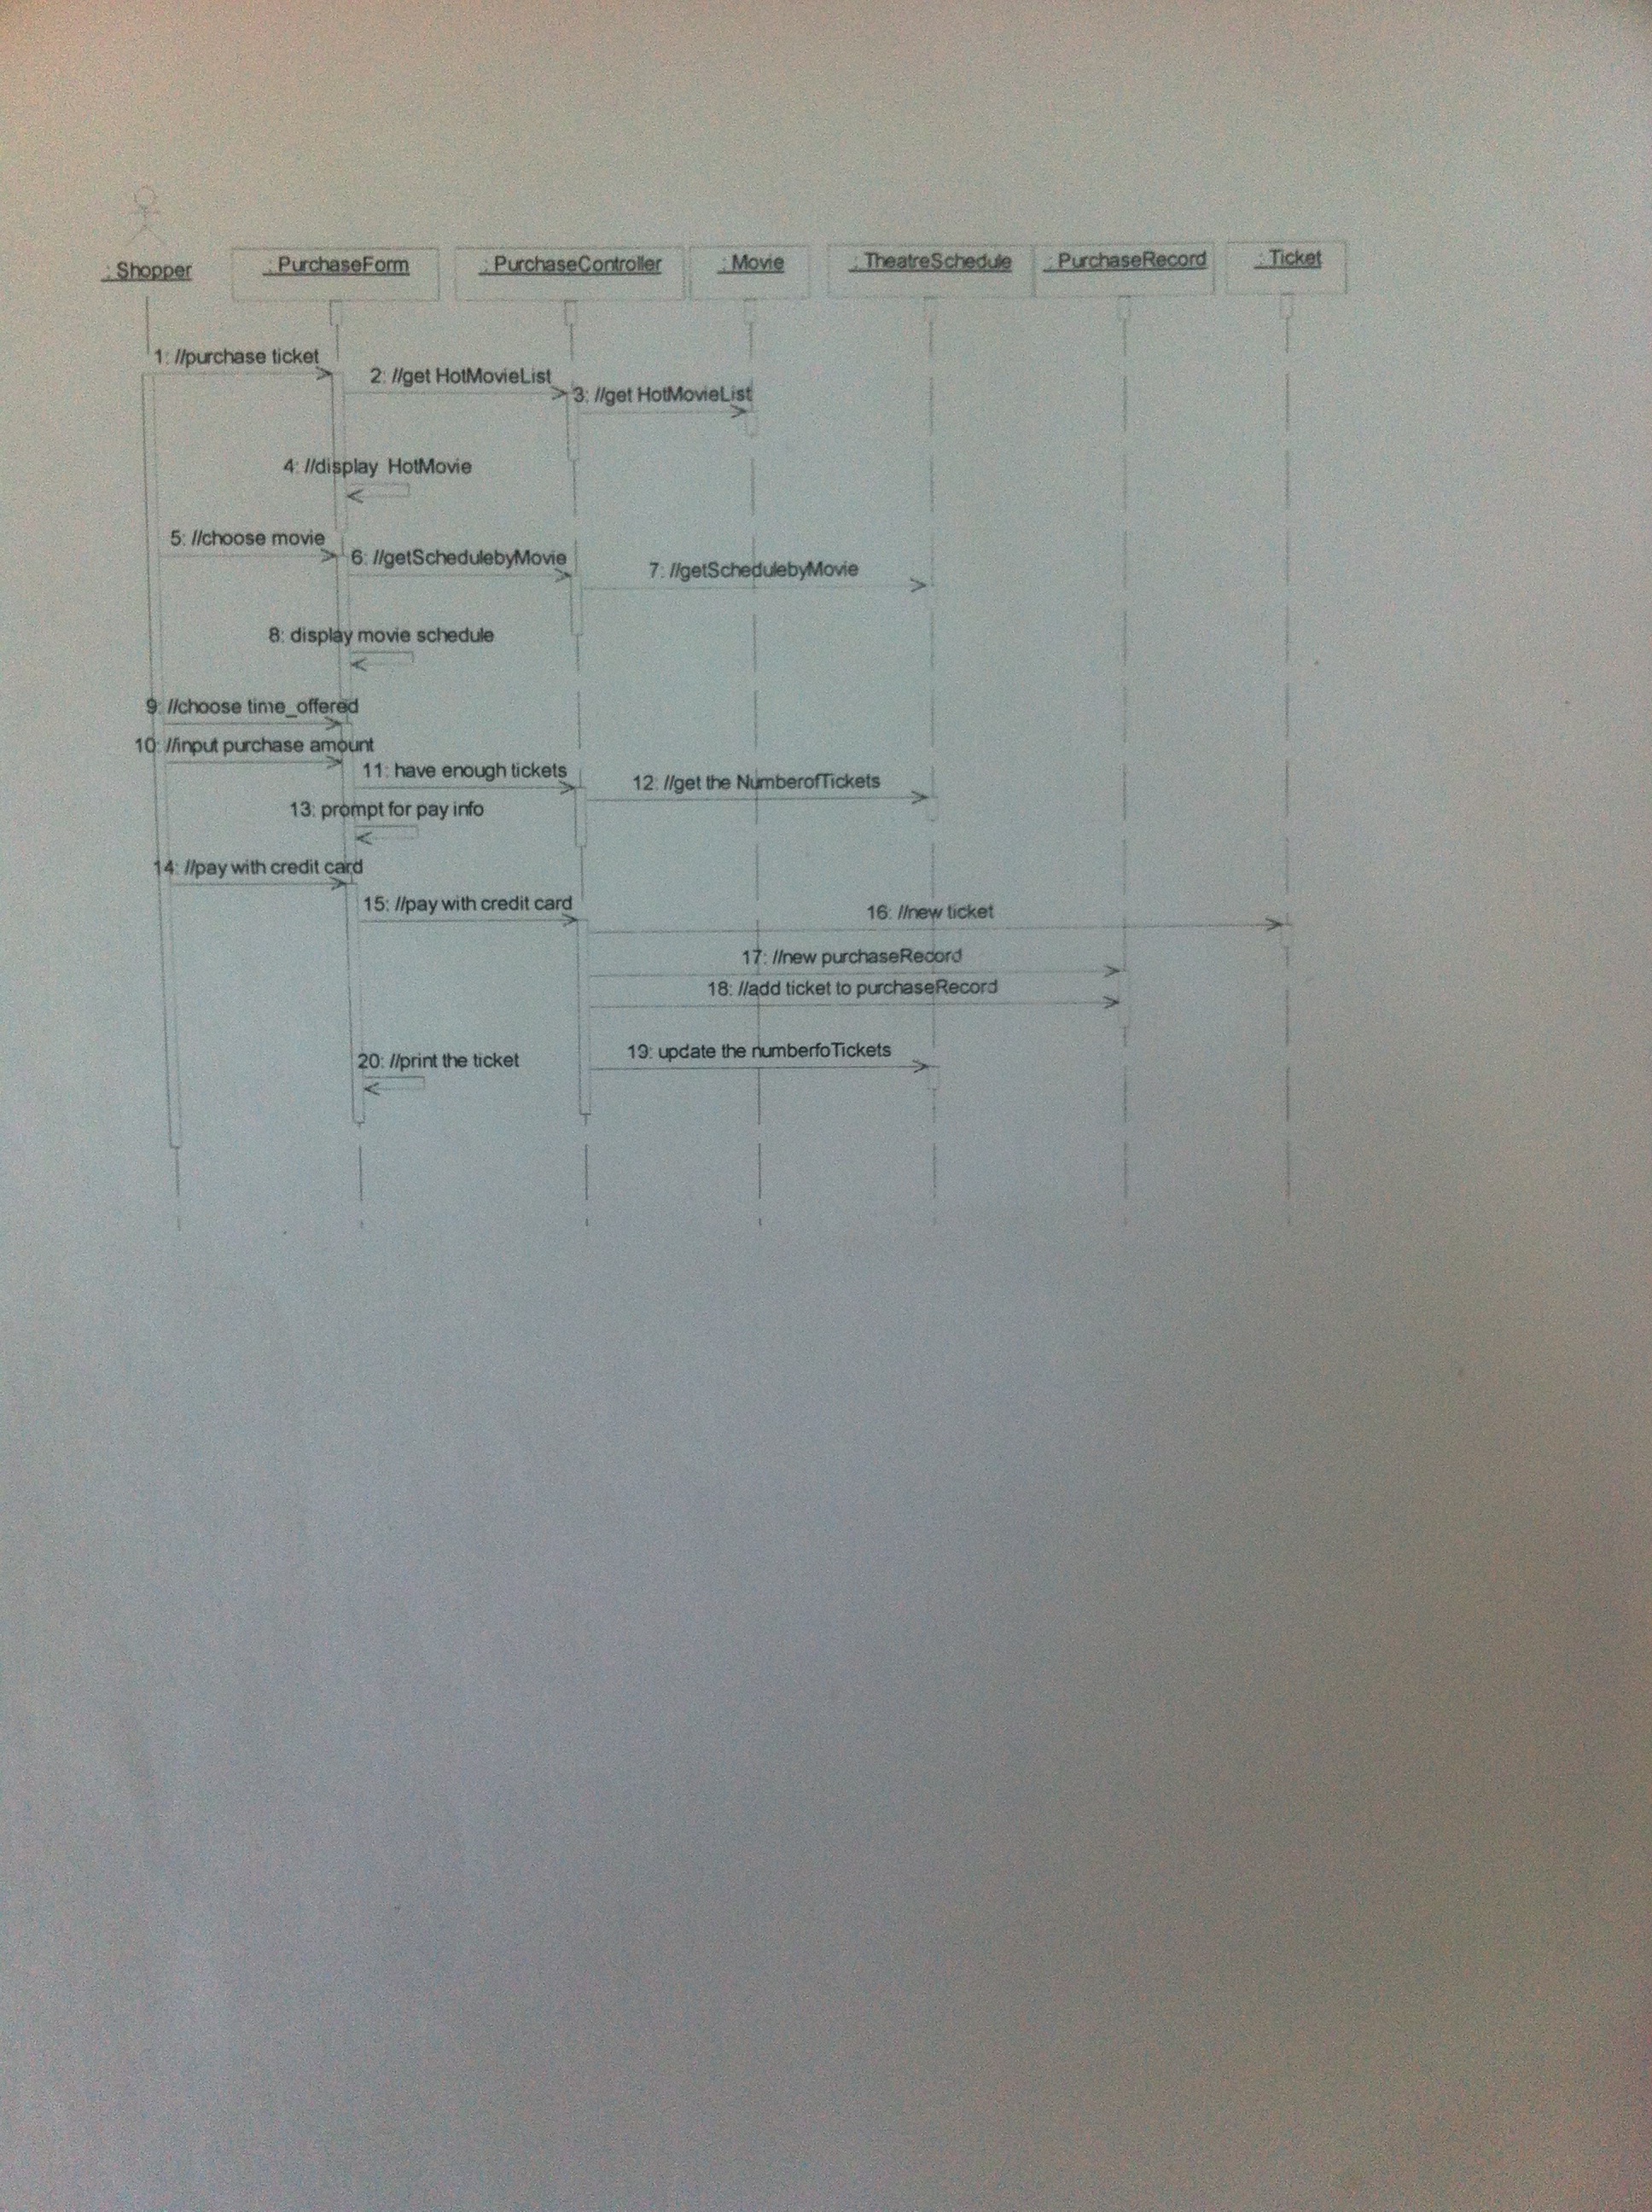 : Shopper
: PurchaseForm
: PurchaseController
: Movie
: TheatreSchedule
: PurchaseRecord
: Ticket
1: //purchase ticket
2: //get HotMovieList
3: //get HotMovieList
4: //display HotMovie
5: //choose movie
6: //getSchedulebyMovie
7: //getSchedulebyMovie
8: display movie schedule
9: //choose time_offered
10: //input purchase amount
11: have enough tickets
12: //get the NumberofTickets
13: prompt for pay info
14: //pay with credit card
15: //pay with credit card
16: //new ticket
17: //new purchaseRecord
18: //add ticket to purchaseRecord
19: update the numberfoTickets
20: //print the ticket